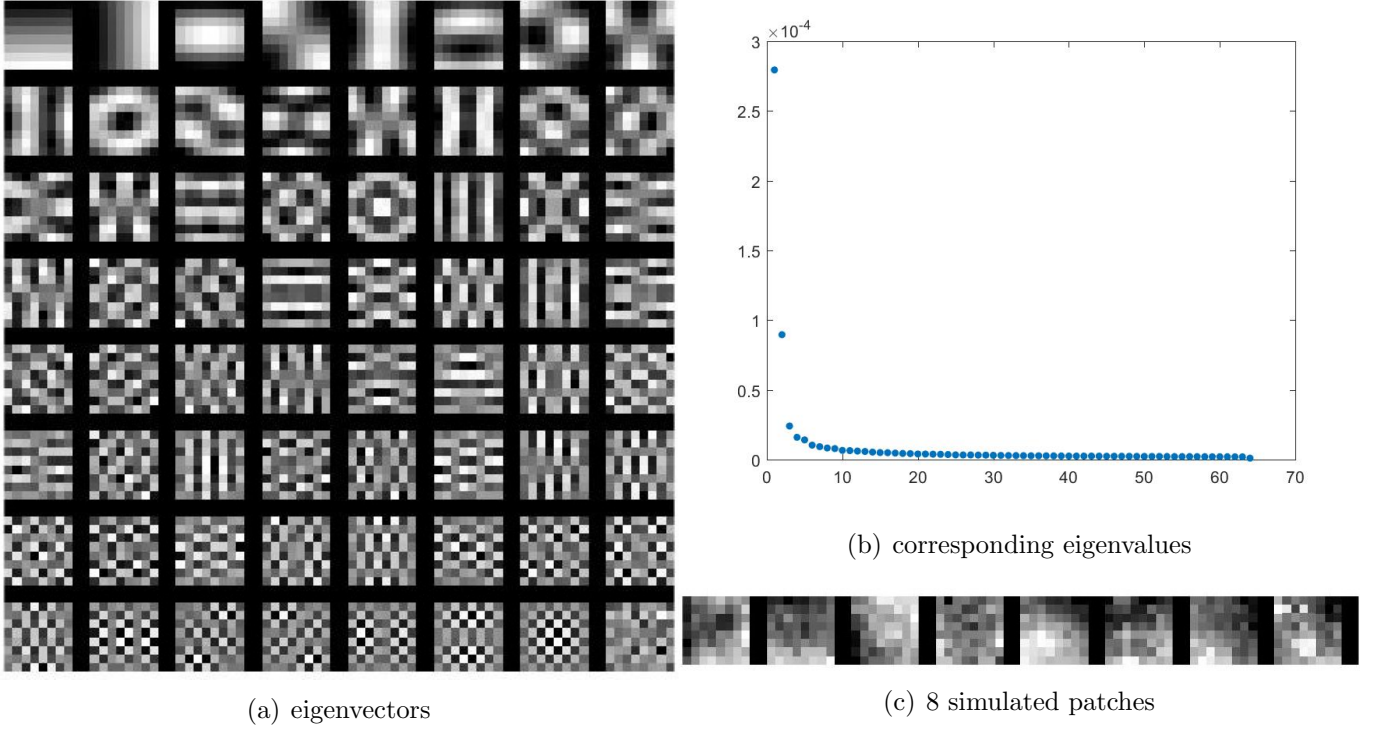 ×10⁻⁴
3
2.5
2
1.5
1
0.5
0
0 10 20 30 40 50 60 70
(b) corresponding eigenvalues
(a) eigenvectors
(c) 8 simulated patches